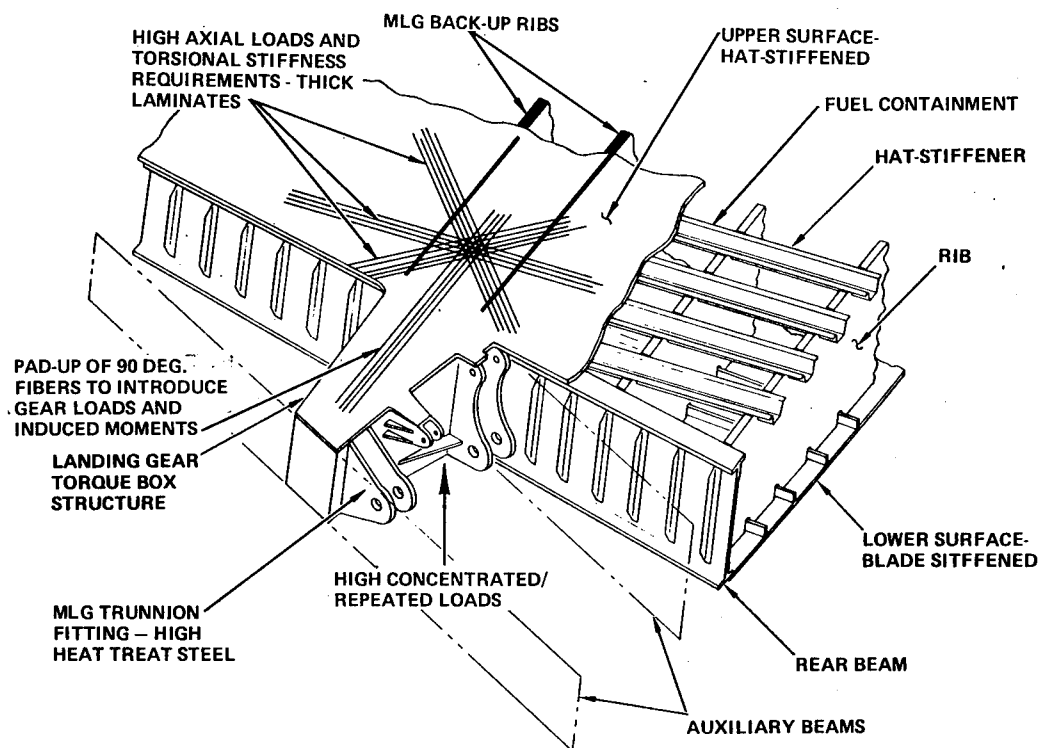 MLG BACK-UP RIBS
HIGH AXIAL LOADS AND
TORSIONAL STIFFNESS
REQUIREMENTS - THICK
LAMINATES
UPPER SURFACE-
HAT-STIFFENED
FUEL CONTAINMENT
HAT-STIFFENER
RIB
PAD-UP OF 90 DEG.
FIBERS TO INTRODUCE
GEAR LOADS AND
INDUCED MOMENTS
LANDING GEAR
TORQUE BOX
STRUCTURE
LOWER SURFACE-
BLADE SITFFENED
HIGH CONCENTRATED/
REPEATED LOADS
MLG TRUNNION
FITTING – HIGH
HEAT TREAT STEEL
REAR BEAM
AUXILIARY BEAMS